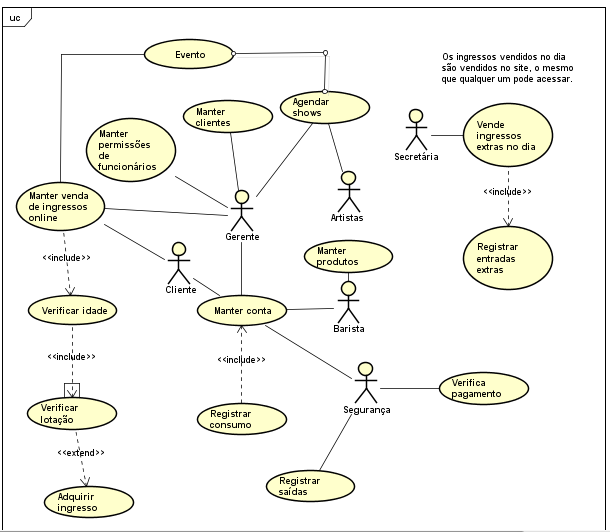 uc
Evento
Os ingressos vendidos no dia
são vendidos no site, o mesmo
que qualquer um pode acessar.
Agendar
shows
Manter
clientes
Manter
permissões
de
funcionários
Secretária
Vende
ingressos
extras no dia
<<include>>
Registrar
entradas
extras
Manter venda
de ingressos
online
Gerente
Artistas
<<include>>
Cliente
Manter
produtos
Verificar idade
Manter conta
Barista
<<include>>
<<include>>
Verificar
lotação
Registrar
consumo
Segurança
Verifica
pagamento
<<extend>>
Adquirir
ingresso
Registrar
saídas